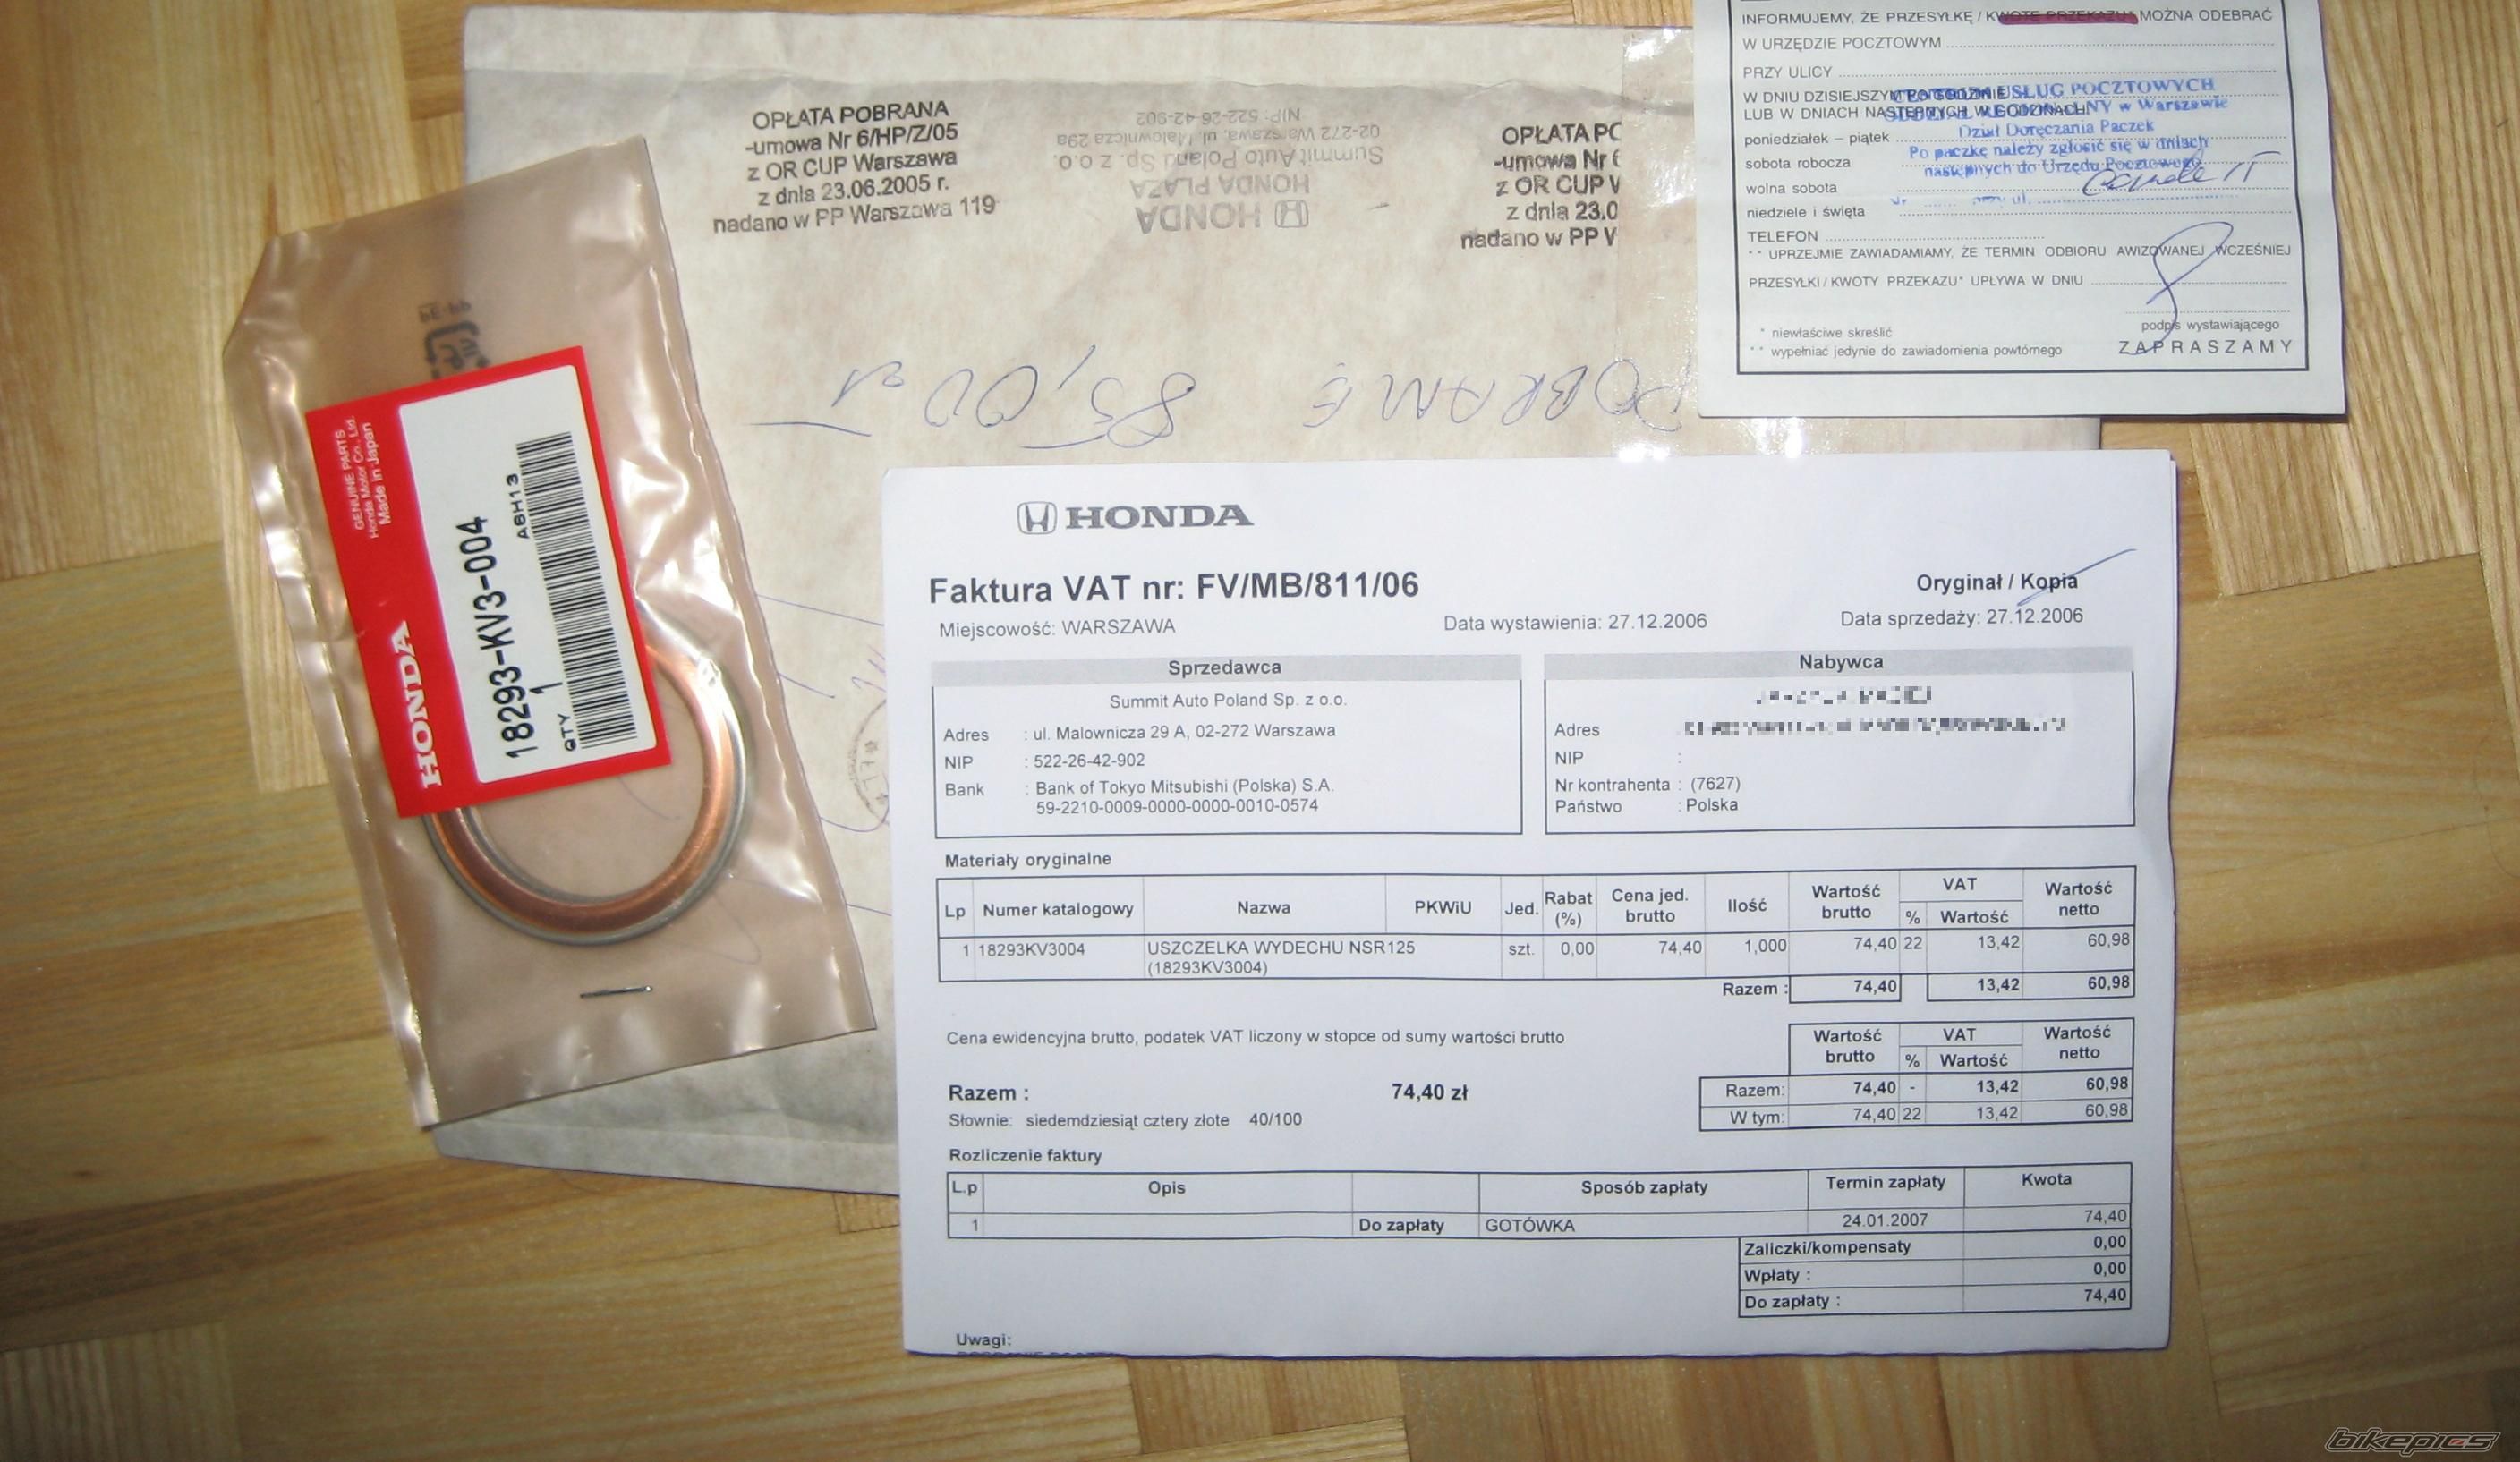 OPŁATA POBRANA
-umowa Nr 6/HP/Z/05
z OR CUP Warszawa
z dnia 23.06.2005 r.
nadano w PP Warszawa 119
HONDA
HONDA PLAZA
Summit Auto Poland Sp. z o.o.
02-272 Warszawa, ul. Malownicza 29a
NIP: 522-26-42-902
OPŁATA PO
-umowa Nr 6
z OR CUP W
z dnia 23.0
nadano w PP W
POBRANIE 85,00 zł
INFORMUJEMY, ŻE PRZESYŁKĘ / KWOTĘ PRZEKAZU* MOŻNA ODEBRAĆ
W URZĘDZIE POCZTOWYM
PRZY ULICY
W DNIU DZISIEJSZYM PO GODZINIE
LUB W DNIACH NASTĘPNYCH W GODZINACH:
poniedziałek – piątek
sobota robocza
wolna sobota
niedziele i święta
TELEFON
USŁUG POCZTOWYCH
w Warszawie
Dział Doręczania Paczek
Po paczkę należy zgłosić się w dniach
następnych do Urzędu Pocztowego
przy ul.
** UPRZEJMIE ZAWIADAMIAMY, ŻE TERMIN ODBIORU AWIZOWANEJ WCZEŚNIEJ
PRZESYŁKI / KWOTY PRZEKAZU* UPŁYWA W DNIU
podpis wystawiającego
* niewłaściwe skreślić
** wypełniać jedynie do zawiadomienia powtórnego
ZAPRASZAMY
GENUINE PARTS
Honda Motor Co., Ltd.
Made in Japan
HONDA
18293-KV3-004
QTY 1
A8H13
HONDA
Faktura VAT nr: FV/MB/811/06
Oryginał / Kopia
Miejscowość: WARSZAWA
Data wystawienia: 27.12.2006
Data sprzedaży: 27.12.2006
Sprzedawca
Summit Auto Poland Sp. z o.o.
Adres : ul. Malownicza 29 A, 02-272 Warszawa
NIP : 522-26-42-902
Bank : Bank of Tokyo Mitsubishi (Polska) S.A.
59-2210-0009-0000-0000-0010-0574
Nabywca
Adres
NIP :
Nr kontrahenta : (7627)
Państwo : Polska
Materiały oryginalne
Lp Numer katalogowy Nazwa PKWiU Jed. Rabat (%) Cena jed. brutto Ilość Wartość brutto VAT % Wartość Wartość netto
1 18293KV3004 USZCZELKA WYDECHU NSR125 szt. 0,00 74,40 1,000 74,40 22 13,42 60,98
(18293KV3004)
Razem : 74,40 13,42 60,98
Cena ewidencyjna brutto, podatek VAT liczony w stopce od sumy wartości brutto
Wartość brutto VAT % Wartość Wartość netto
Razem: 74,40 - 13,42 60,98
W tym: 74,40 22 13,42 60,98
Razem : 74,40 zł
Słownie: siedemdziesiąt cztery złote 40/100
Rozliczenie faktury
L.p Opis Sposób zapłaty Termin zapłaty Kwota
1 Do zapłaty GOTÓWKA 24.01.2007 74,40
Zaliczki/kompensaty 0,00
Wpłaty : 0,00
Do zapłaty : 74,40
Uwagi:
bikepics